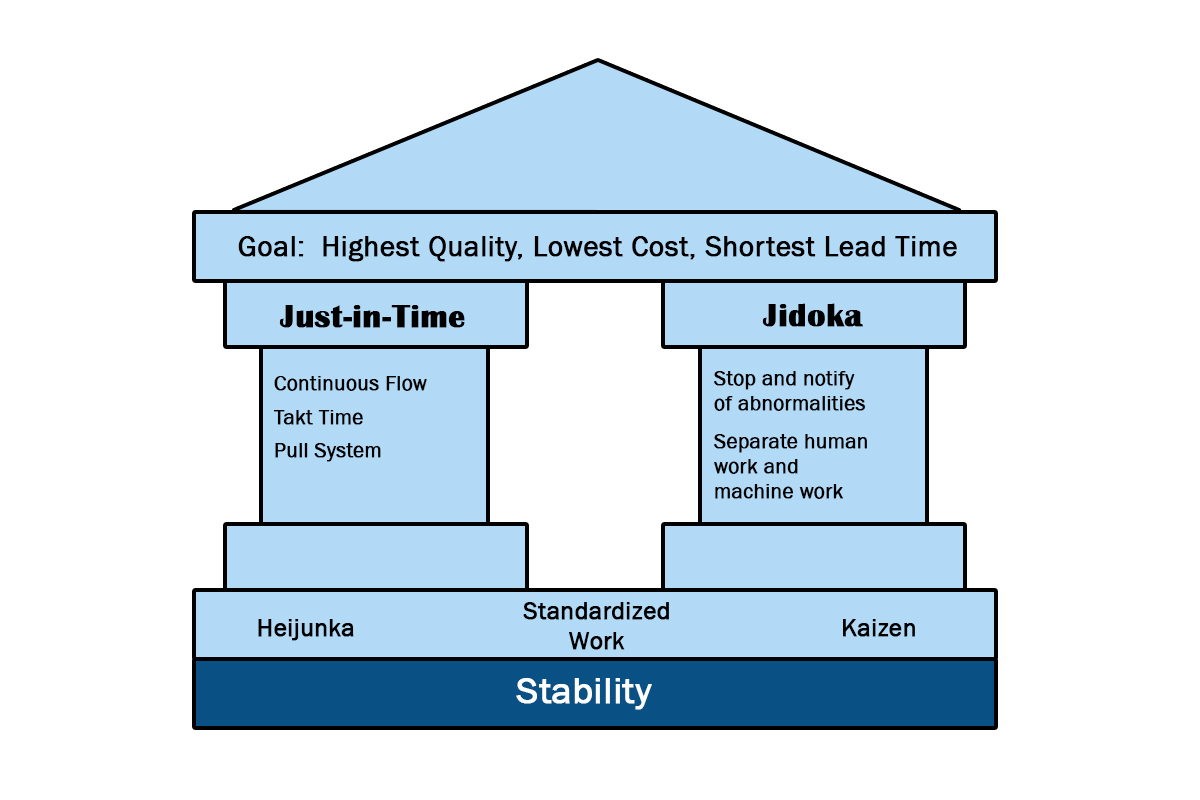 Goal: Highest Quality, Lowest Cost, Shortest Lead Time
Just-in-Time
Continuous Flow
Takt Time
Pull System
Jidoka
Stop and notify
of abnormalities
Separate human
work and
machine work
Heijunka
Standardized
Work
Kaizen
Stability